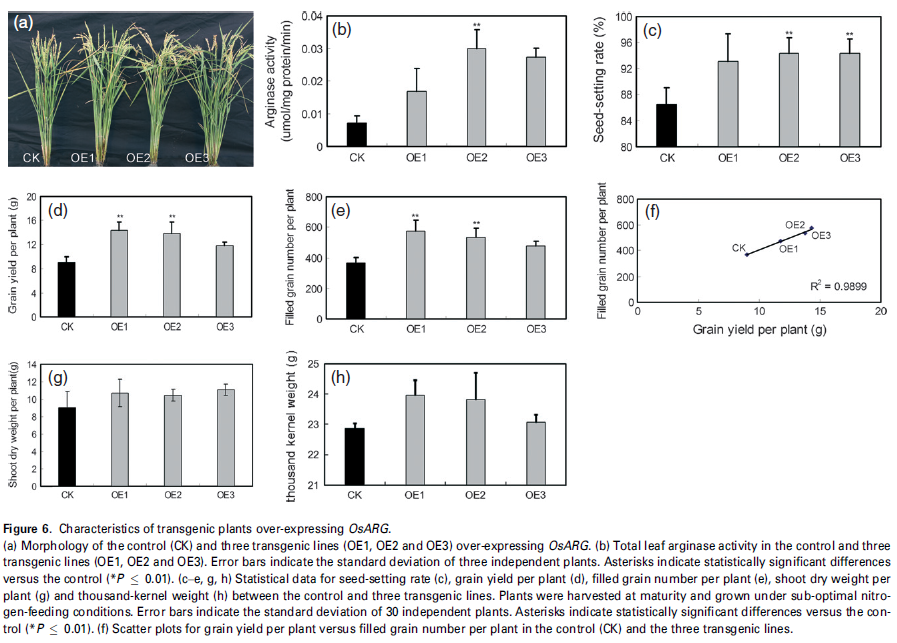 (a)
CK OE1 OE2 OE3
(b)
Arginase activity
(umol/mg protein/min)
0.04
0.03
0.02
0.01
0
**
CK OE1 OE2 OE3
(c)
Seed-setting rate (%)
100
96
92
88
84
80
** **
CK OE1 OE2 OE3
(d)
Grain yield per plant (g)
20
16
12
8
4
0
** **
CK OE1 OE2 OE3
(e)
Filled grain number per plant
800
600
400
200
0
** **
CK OE1 OE2 OE3
(f)
Filled grain number per plant
800
600
400
200
0
CK
OE1
OE2
OE3
R² = 0.9899
0 5 10 15 20
Grain yield per plant (g)
(g)
Shoot dry weight per plant(g)
14
12
10
8
6
4
2
0
CK OE1 OE2 OE3
(h)
thousand kernel weight (g)
25
24
23
22
21
CK OE1 OE2 OE3
Figure 6. Characteristics of transgenic plants over-expressing OsARG.
(a) Morphology of the control (CK) and three transgenic lines (OE1, OE2 and OE3) over-expressing OsARG. (b) Total leaf arginase activity in the control and three
transgenic lines (OE1, OE2 and OE3). Error bars indicate the standard deviation of three independent plants. Asterisks indicate statistically significant differences
versus the control (*P ≤ 0.01). (c–e, g, h) Statistical data for seed-setting rate (c), grain yield per plant (d), filled grain number per plant (e), shoot dry weight per
plant (g) and thousand-kernel weight (h) between the control and three transgenic lines. Plants were harvested at maturity and grown under sub-optimal nitro-
gen-feeding conditions. Error bars indicate the standard deviation of 30 independent plants. Asterisks indicate statistically significant differences versus the con-
trol (*P ≤ 0.01). (f) Scatter plots for grain yield per plant versus filled grain number per plant in the control (CK) and the three transgenic lines.